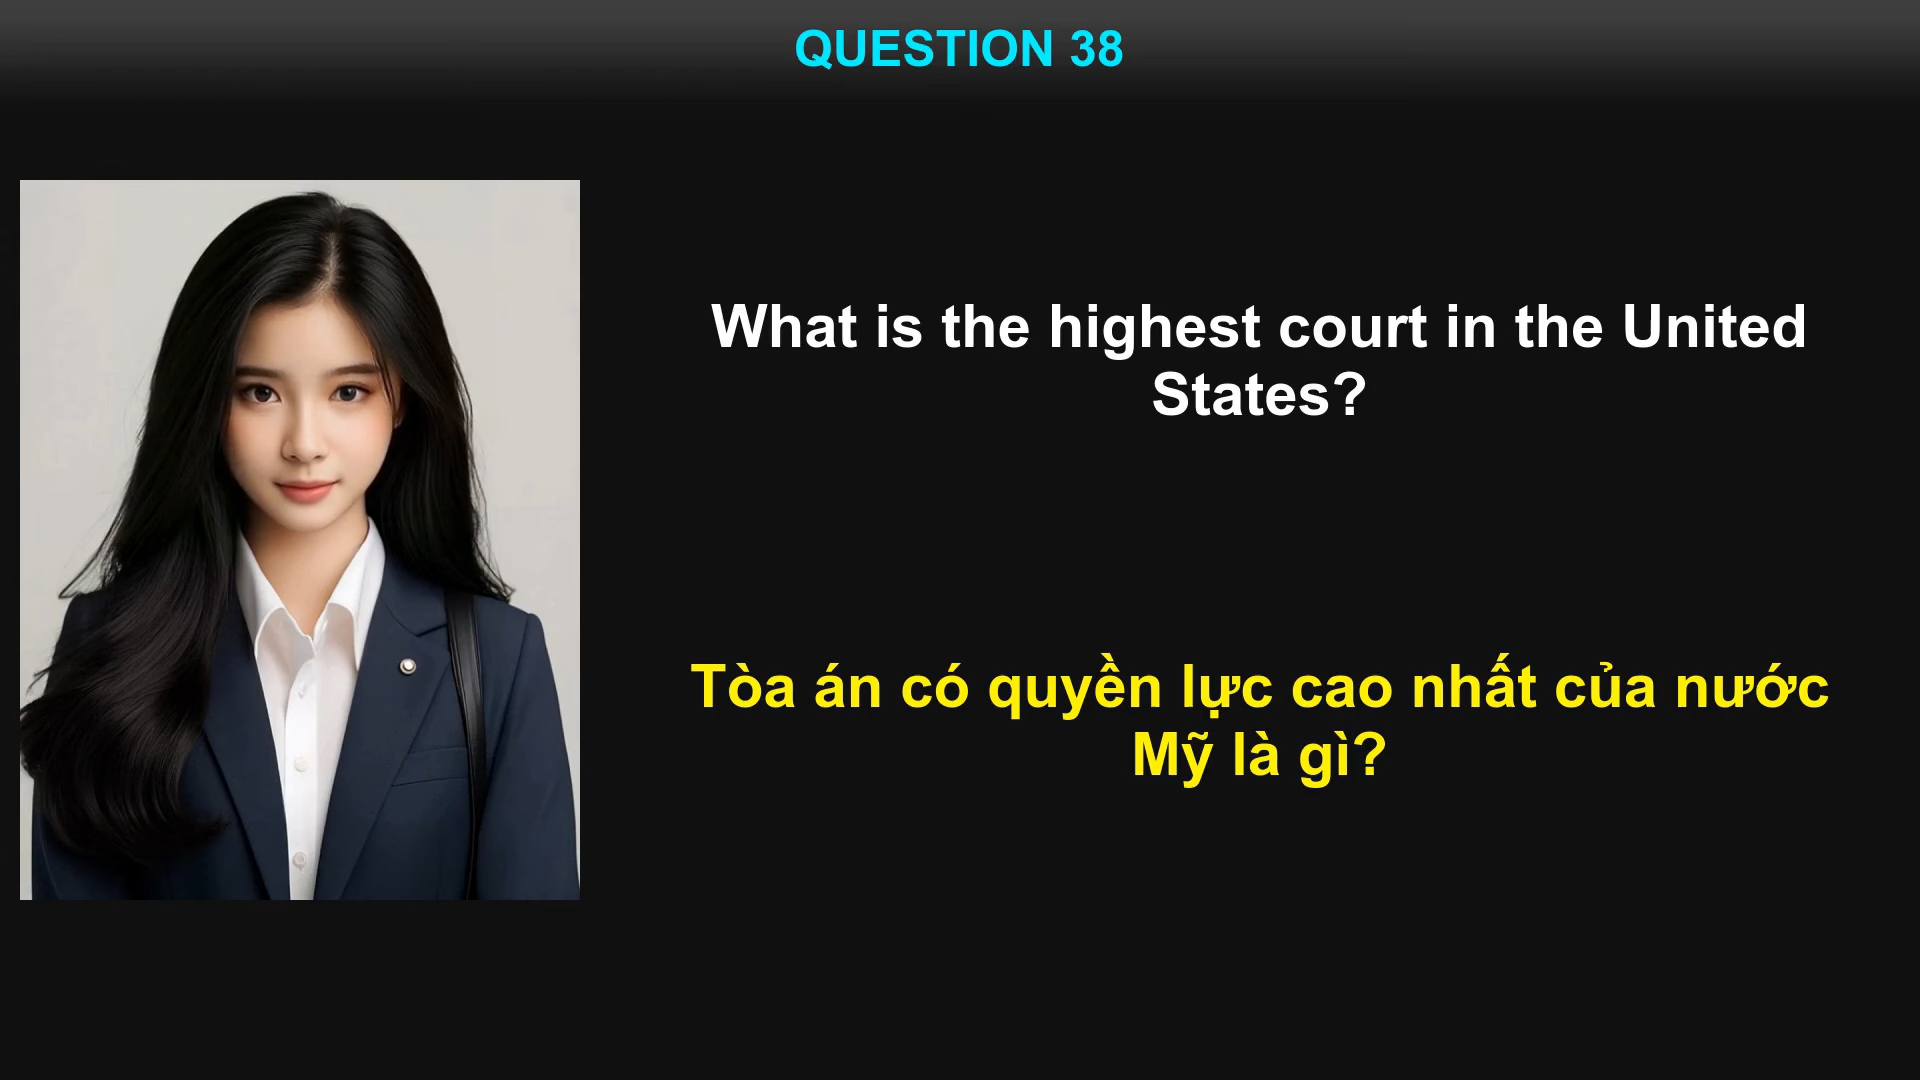 QUESTION 38
What is the highest court in the United
States?
Tòa án có quyền lực cao nhất của nước
Mỹ là gì?